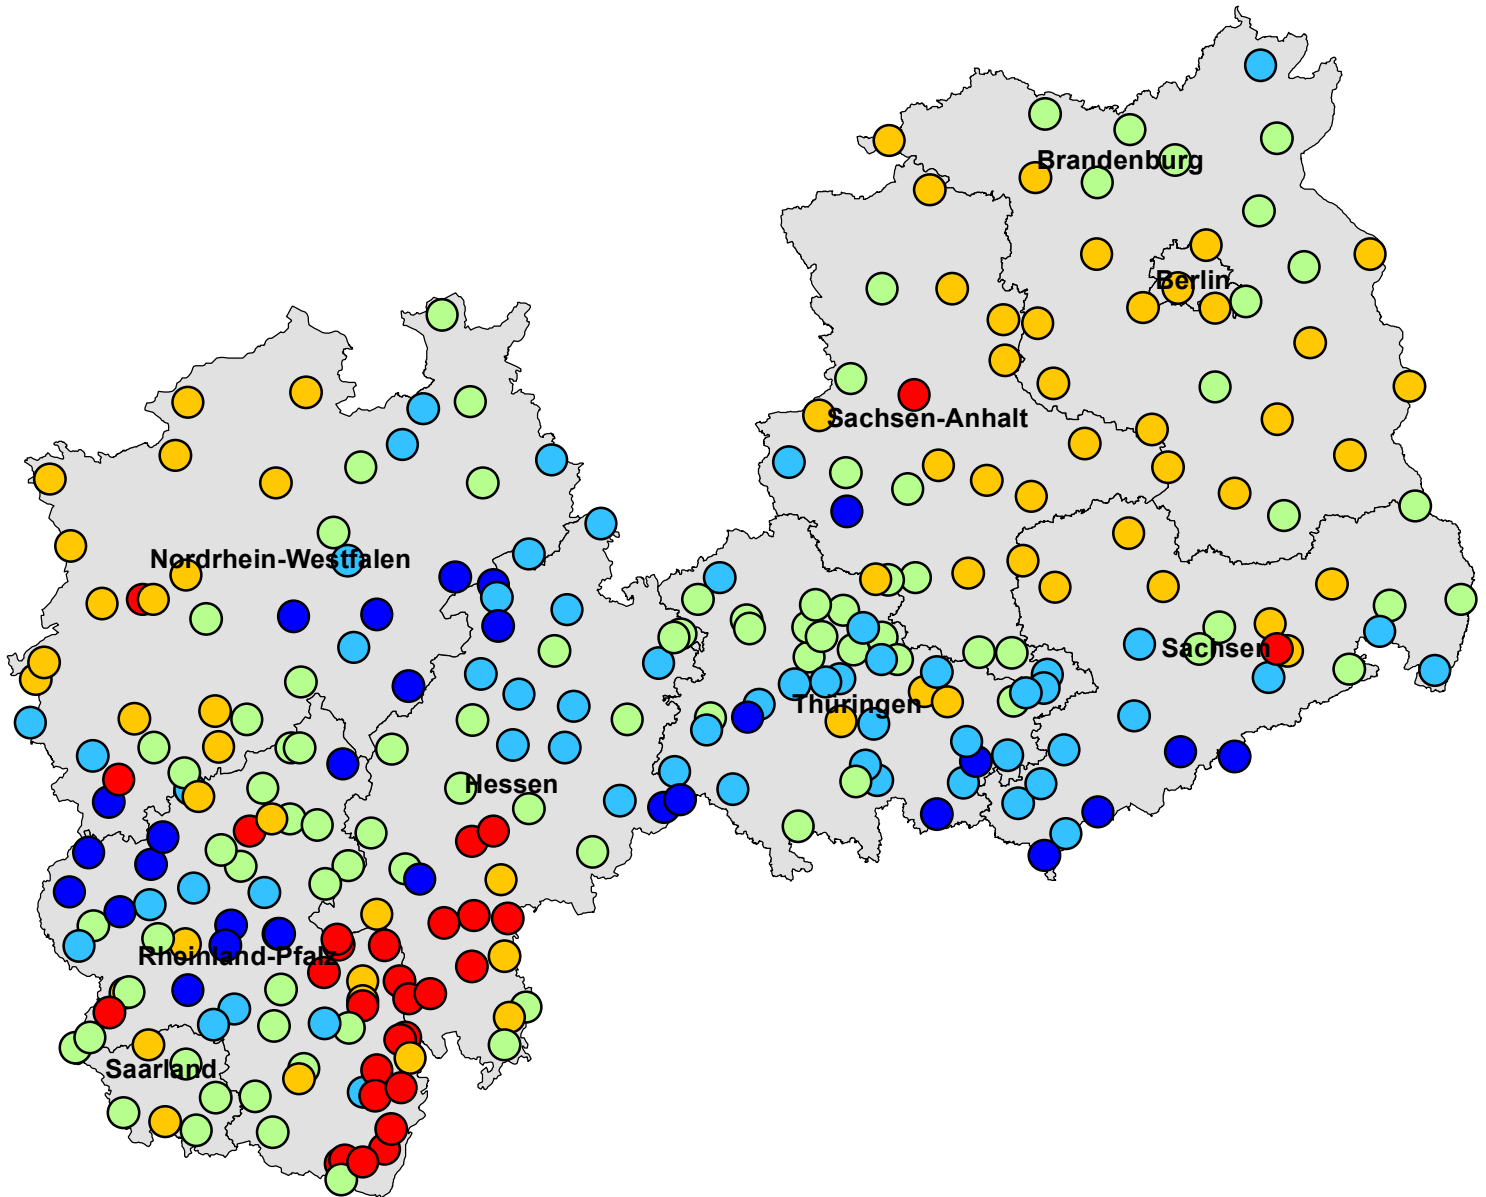 Brandenburg
Berlin
Sachsen-Anhalt
Nordrhein-Westfalen
Sachsen
Thüringen
Hessen
Rheinland-Pfalz
Saarland